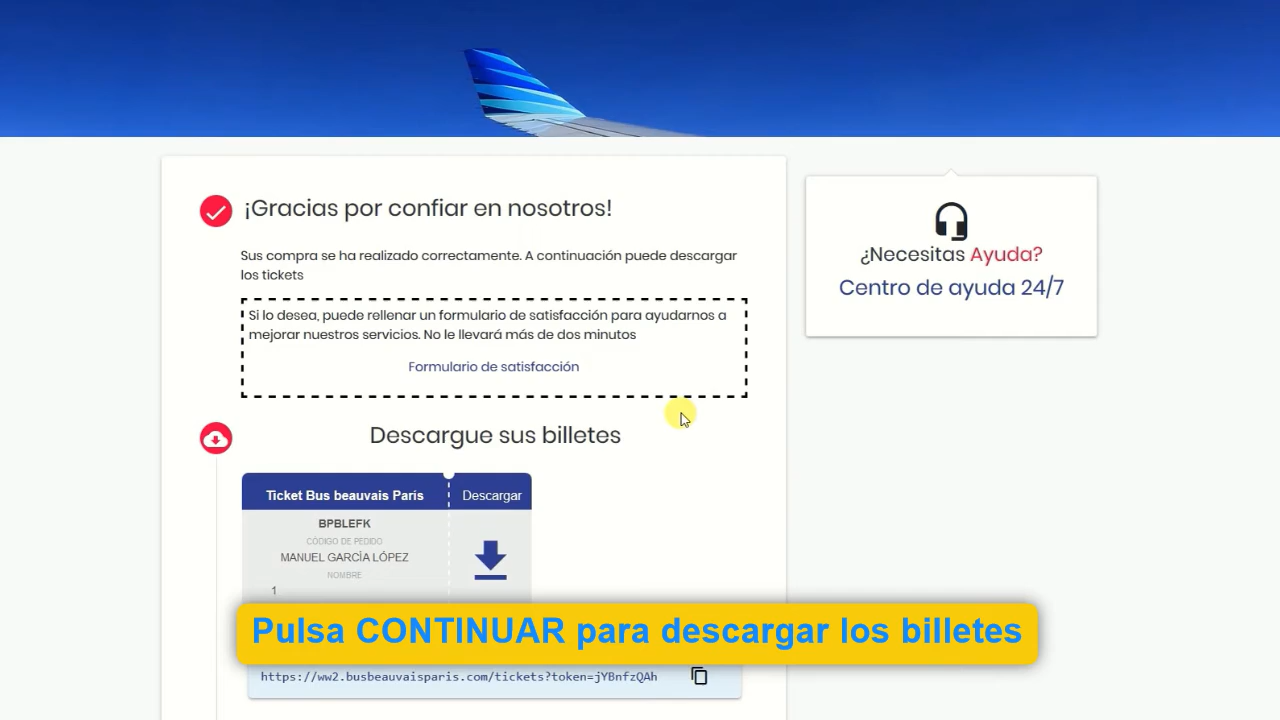 ¡Gracias por confiar en nosotros!
Sus compra se ha realizado correctamente. A continuación puede descargar
los tickets
Si lo desea, puede rellenar un formulario de satisfacción para ayudarnos a
mejorar nuestros servicios. No le llevará más de dos minutos
Formulario de satisfacción
¿Necesitas Ayuda?
Centro de ayuda 24/7
Descargue sus billetes
Ticket Bus beauvais Paris
Descargar
BPBLEFK
CÓDIGO DE PEDIDO
MANUEL GARCÍA LÓPEZ
NOMBRE
1
Pulsa CONTINUAR para descargar los billetes
https://ww2.busbeauvaisparis.com/tickets?token=jYBnfzQAh